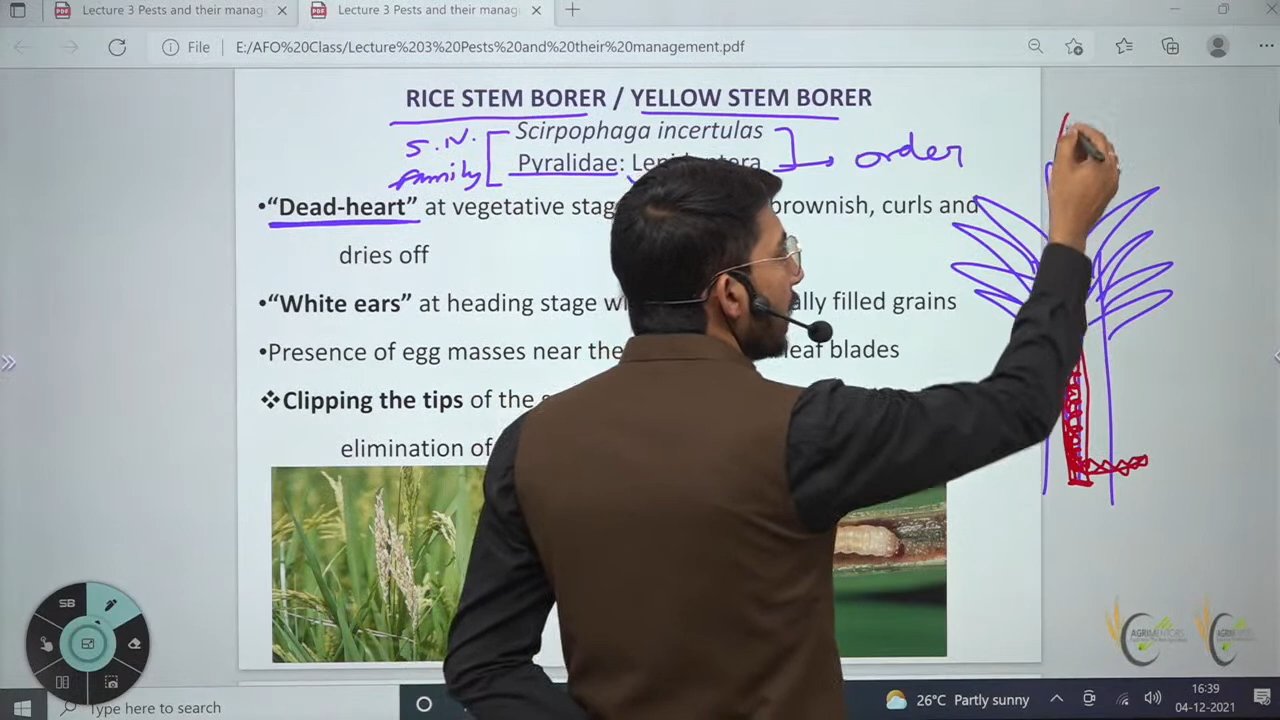 Lecture 3 Pests and their manag
Lecture 3 Pests and their manag
File
E:/AFO%20Class/Lecture%203%20Pests%20and%20their%20management.pdf
RICE STEM BORER / YELLOW STEM BORER
S.N.
Scirpophaga incertulas
family
Pyralidae:
order
•“Dead-heart” at vegetative stag brownish, curls and
dries off
•“White ears” at heading stage w ally filled grains
•Presence of egg masses near the leaf blades
❖Clipping the tips of the
elimination of
SB
AGRIMENTORS
Type here to search
26°C Partly sunny
16:39
04-12-2021